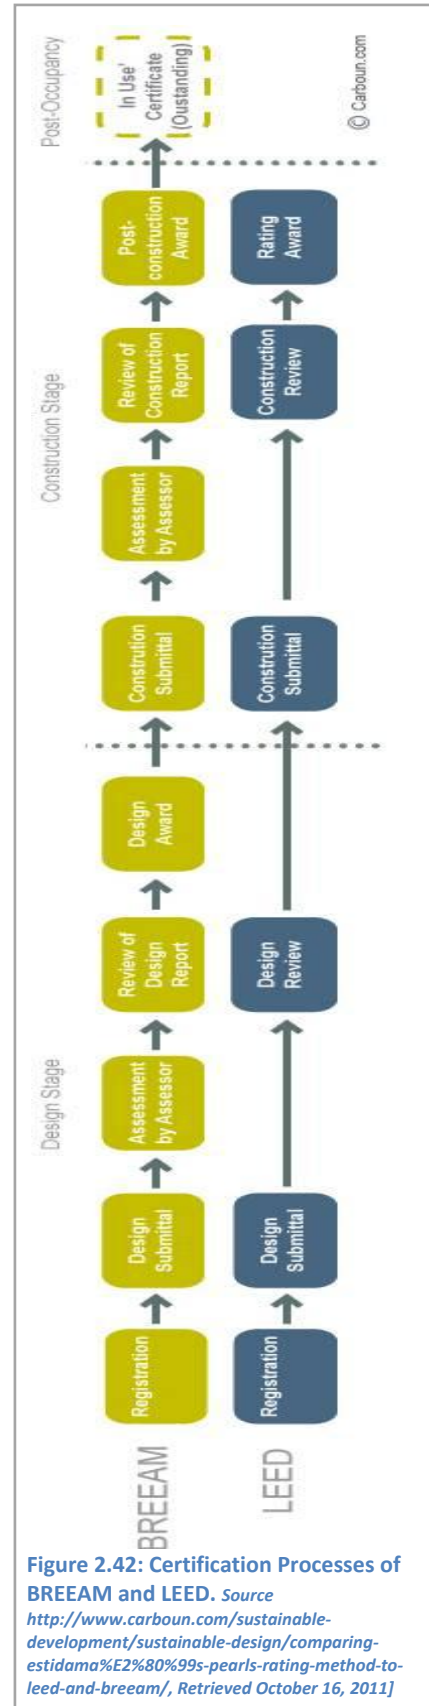 Design Stage
Construction Stage
Post-Occupancy
BREEAM
Registration
Design
Submittal
Assessment
by Assessor
Review of
Design
Report
Design
Award
Constrution
Submittal
Assessment
by Assessor
Review of
Construction
Report
Post-
construction
Award
In Use'
Certificate
(Oustanding)
LEED
Registration
Design
Submittal
Design
Review
Constrution
Submittal
Construction
Review
Rating
Award
© Carboun.com
Figure 2.42: Certification Processes of
BREEAM and LEED. Source
http://www.carboun.com/sustainable-
development/sustainable-design/comparing-
estidama%E2%80%99s-pearls-rating-method-to-
leed-and-breeam/, Retrieved October 16, 2011]